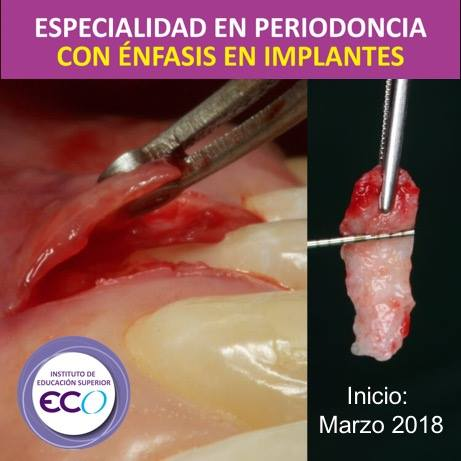 ESPECIALIDAD EN PERIODONCIA
CON ÉNFASIS EN IMPLANTES
INSTITUTO DE
EDUCACIÓN SUPERIOR
ECO
Inicio:
Marzo 2018